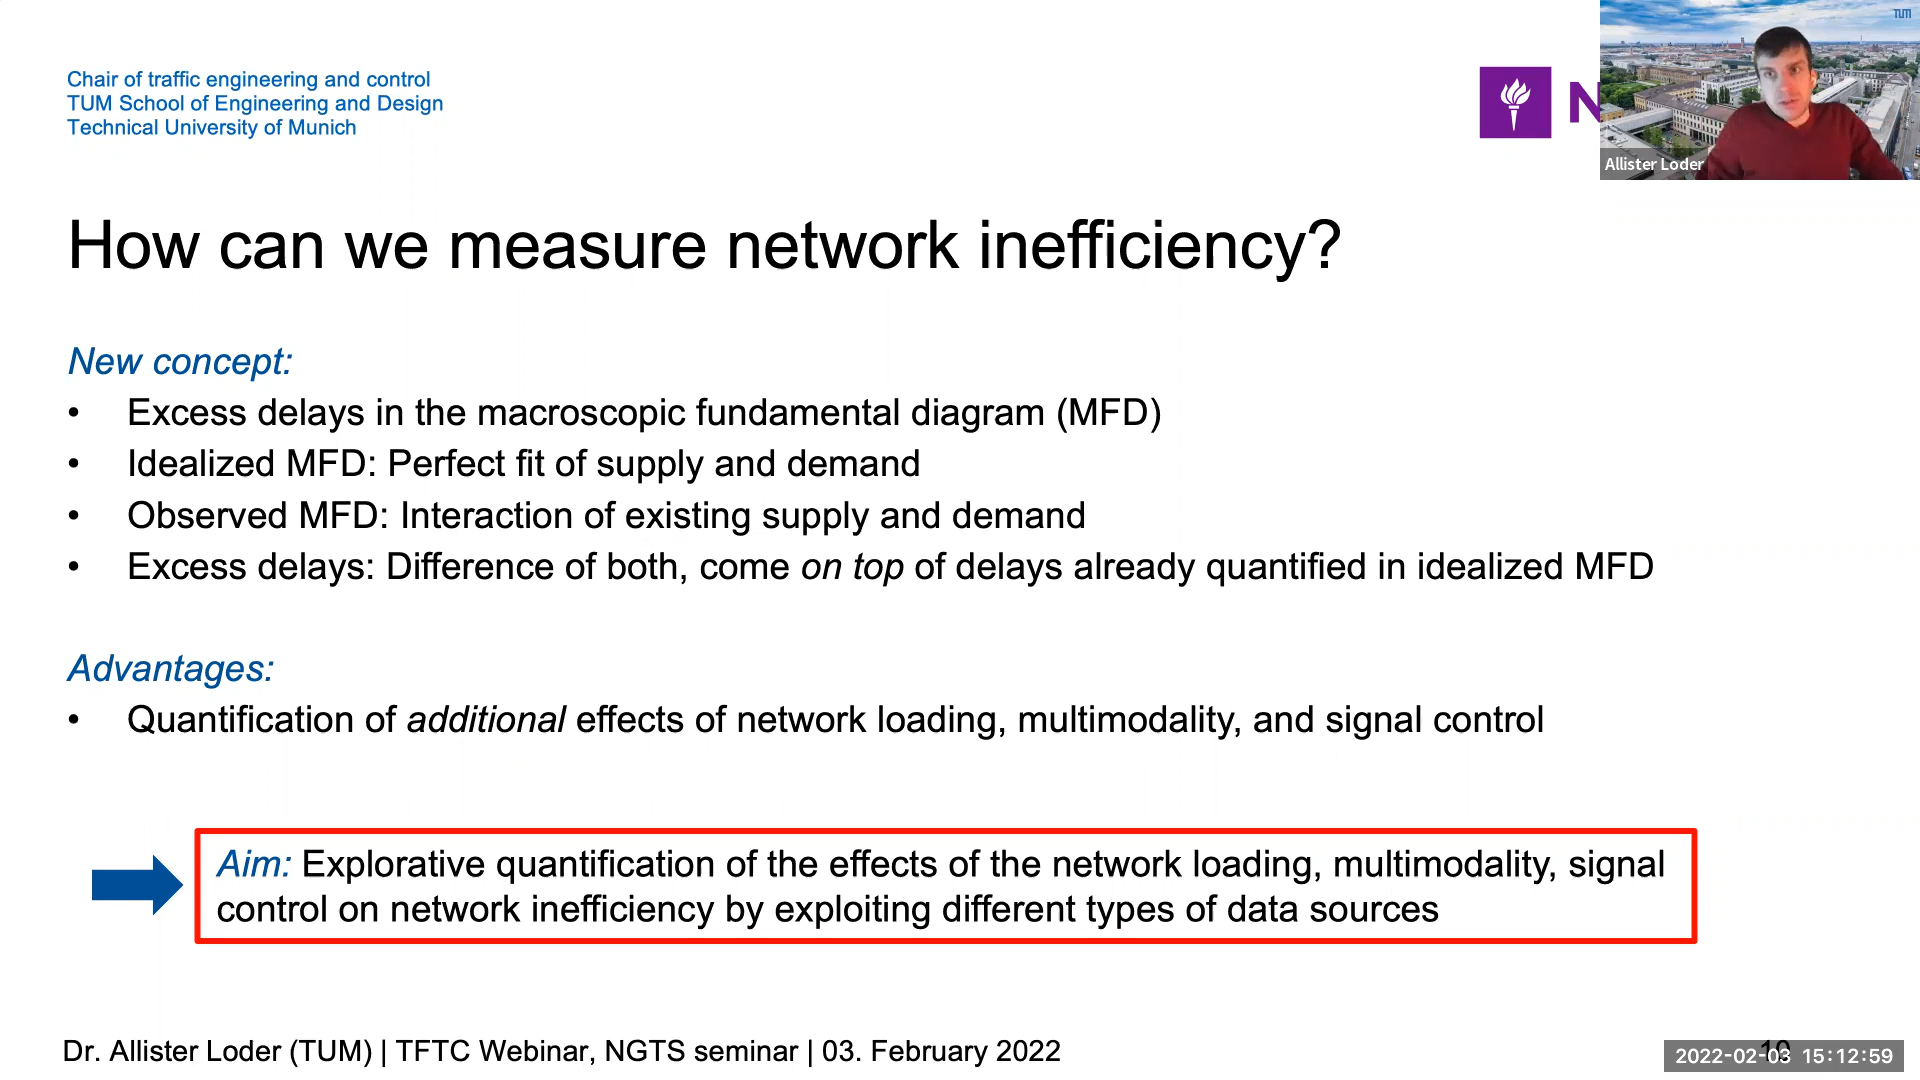 Chair of traffic engineering and control
TUM School of Engineering and Design
Technical University of Munich
N
TUM
Allister Loder
How can we measure network inefficiency?
New concept:
• Excess delays in the macroscopic fundamental diagram (MFD)
• Idealized MFD: Perfect fit of supply and demand
• Observed MFD: Interaction of existing supply and demand
• Excess delays: Difference of both, come on top of delays already quantified in idealized MFD
Advantages:
• Quantification of additional effects of network loading, multimodality, and signal control
Aim: Explorative quantification of the effects of the network loading, multimodality, signal
control on network inefficiency by exploiting different types of data sources
Dr. Allister Loder (TUM) | TFTC Webinar, NGTS seminar | 03. February 2022
2022-02-03 15:12:59